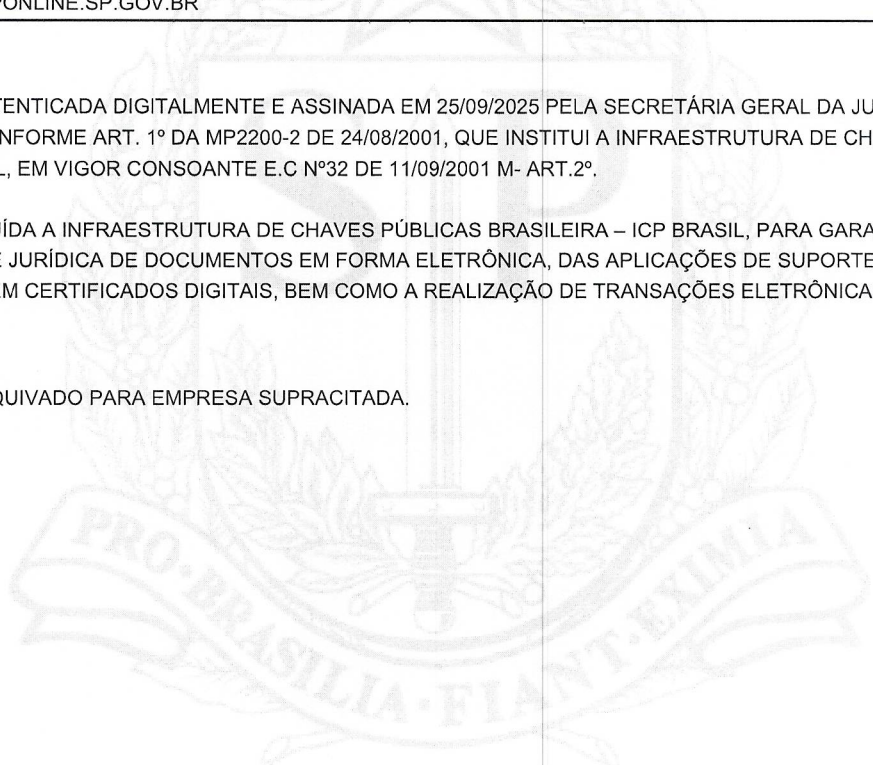 ONLINE.SP.GOV.BR
TENTICADA DIGITALMENTE E ASSINADA EM 25/09/2025 PELA SECRETÁRIA GERAL DA JU
NFORME ART. 1º DA MP2200-2 DE 24/08/2001, QUE INSTITUI A INFRAESTRUTURA DE CH
L, EM VIGOR CONSOANTE E.C Nº32 DE 11/09/2001 M- ART.2º.
UÍDA A INFRAESTRUTURA DE CHAVES PÚBLICAS BRASILEIRA – ICP BRASIL, PARA GARA
E JURÍDICA DE DOCUMENTOS EM FORMA ELETRÔNICA, DAS APLICAÇÕES DE SUPORTE
EM CERTIFICADOS DIGITAIS, BEM COMO A REALIZAÇÃO DE TRANSAÇÕES ELETRÔNICA
QUIVADO PARA EMPRESA SUPRACITADA.
SP
PRO·BRASILIA·FIANT·EXIMIA